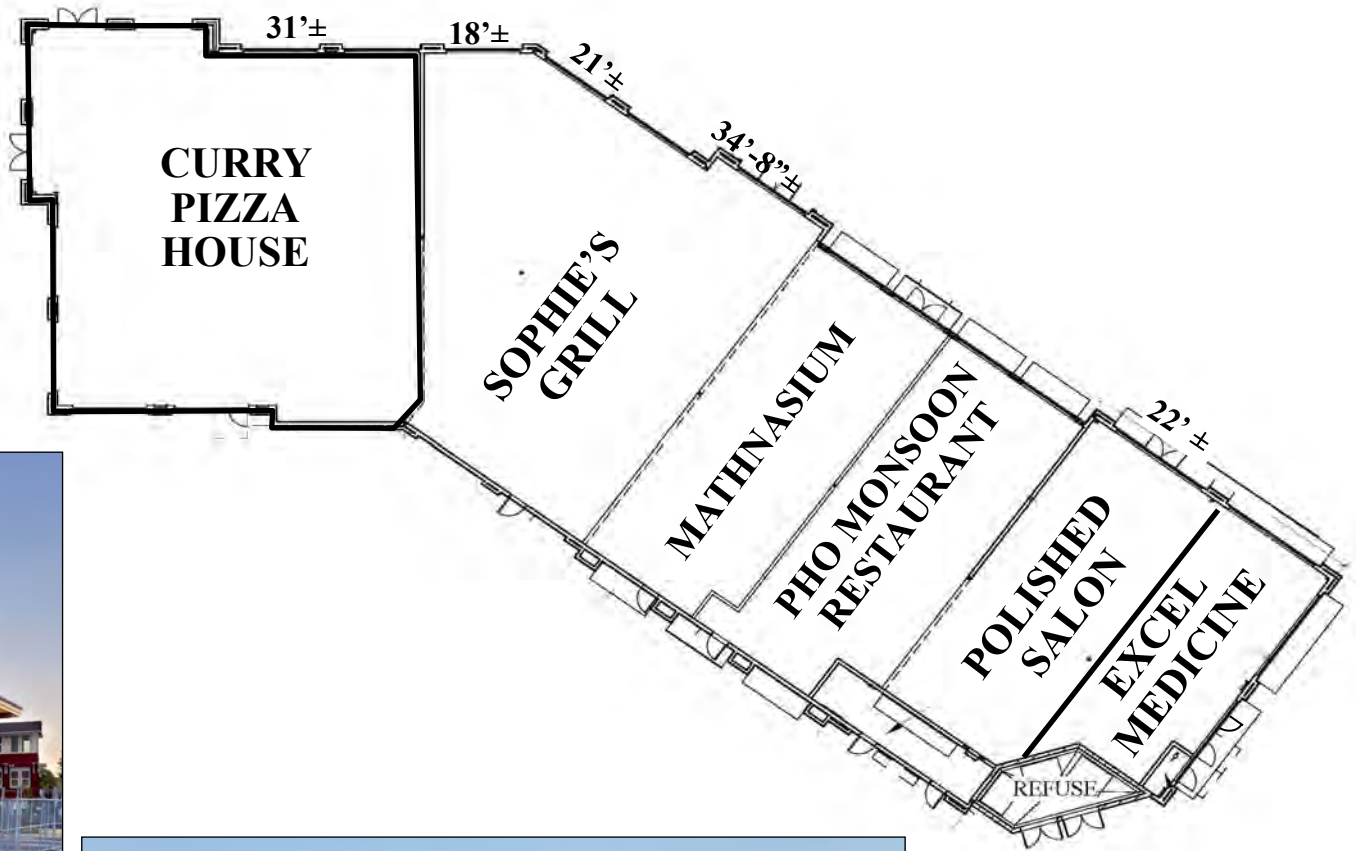 31’±
18’±
21’±
34’-8”±
CURRY
PIZZA
HOUSE
SOPHIE’S
GRILL
MATHNASIUM
PHO MONSOON
RESTAURANT
22’±
POLISHED
SALON
EXCEL
MEDICINE
REFUSE